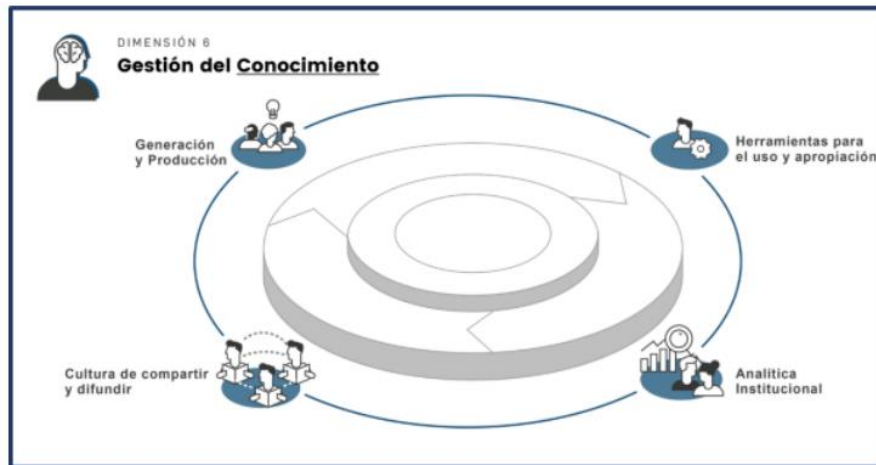 DIMENSIÓN 6
Gestión del Conocimiento
Generación
y Producción
Herramientas para
el uso y apropiación
Cultura de compartir
y difundir
Analítica
Institucional